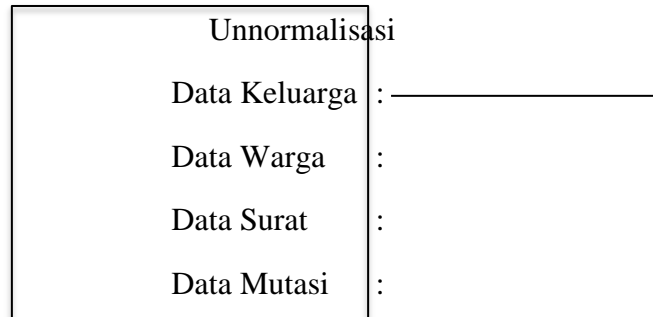 Unnormalisasi
Data Keluarga :
Data Warga :
Data Surat :
Data Mutasi :